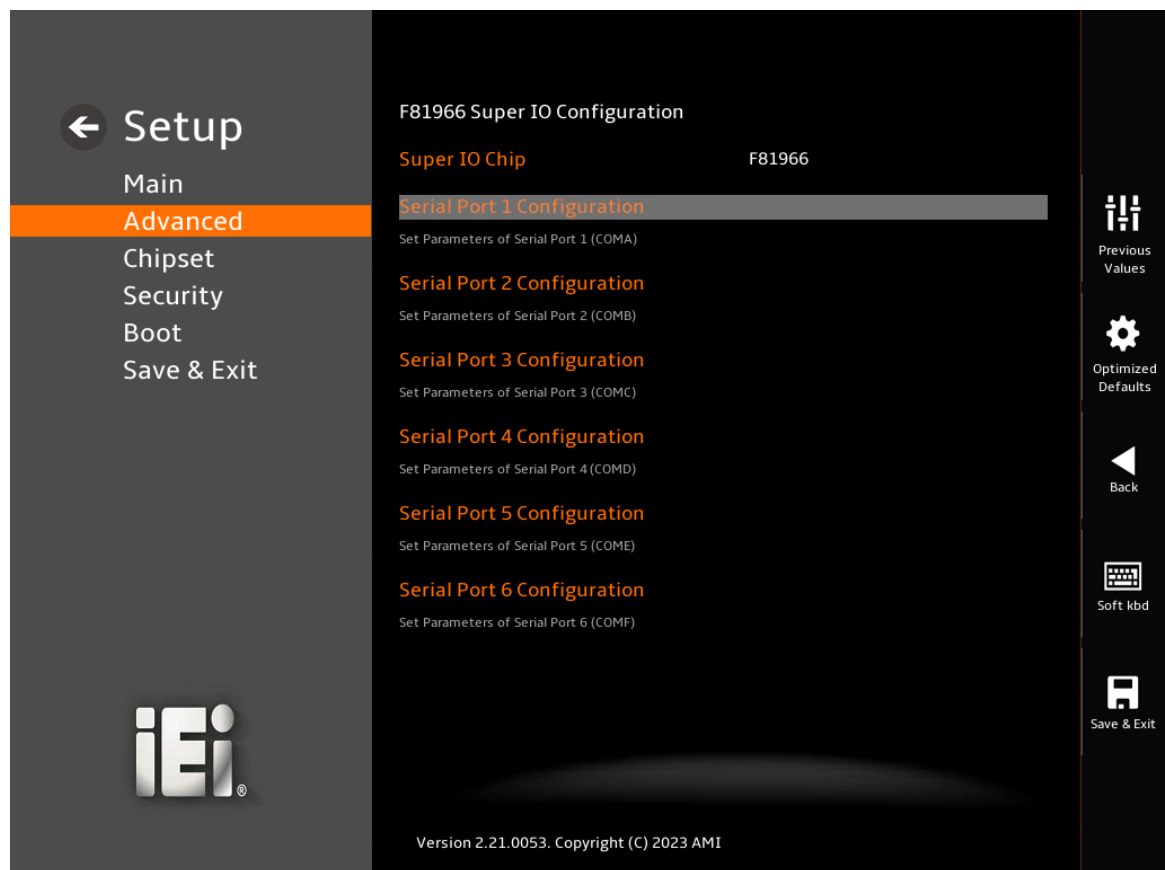 Setup
Main
Advanced
Chipset
Security
Boot
Save & Exit
iEi®
F81966 Super IO Configuration
Super IO Chip F81966
Serial Port 1 Configuration
Set Parameters of Serial Port 1 (COMA)
Serial Port 2 Configuration
Set Parameters of Serial Port 2 (COMB)
Serial Port 3 Configuration
Set Parameters of Serial Port 3 (COMC)
Serial Port 4 Configuration
Set Parameters of Serial Port 4 (COMD)
Serial Port 5 Configuration
Set Parameters of Serial Port 5 (COME)
Serial Port 6 Configuration
Set Parameters of Serial Port 6 (COMF)
Version 2.21.0053. Copyright (C) 2023 AMI
Previous
Values
Optimized
Defaults
Back
Soft kbd
Save & Exit